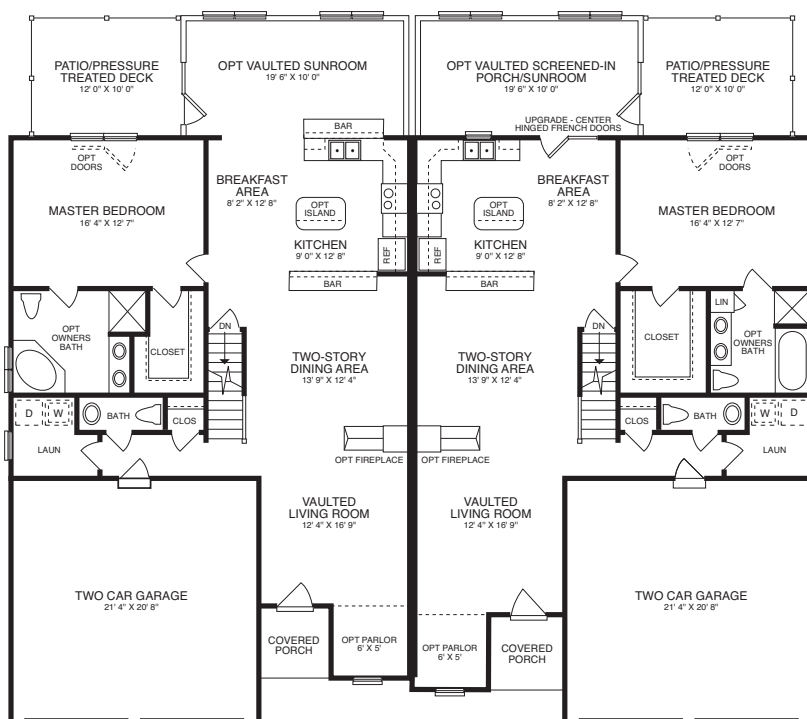 PATIO/PRESSURE
TREATED DECK
12' 0" X 10' 0"
OPT VAULTED SUNROOM
19' 6" X 10' 0"
OPT VAULTED SCREENED-IN
PORCH/SUNROOM
19' 6" X 10' 0"
PATIO/PRESSURE
TREATED DECK
12' 0" X 10' 0"
UPGRADE - CENTER
HINGED FRENCH DOORS
BAR
OPT
DOORS
MASTER BEDROOM
16' 4" X 12' 7"
BREAKFAST
AREA
8' 2" X 12' 8"
OPT
ISLAND
KITCHEN
9' 0" X 12' 8"
REF
BAR
REF
OPT
ISLAND
KITCHEN
9' 0" X 12' 8"
BAR
BREAKFAST
AREA
8' 2" X 12' 8"
OPT
DOORS
MASTER BEDROOM
16' 4" X 12' 7"
OPT
OWNERS
BATH
CLOSET
DN
TWO-STORY
DINING AREA
13' 9" X 12' 4"
TWO-STORY
DINING AREA
13' 9" X 12' 4"
DN
CLOSET
LIN
OPT
OWNERS
BATH
D
W
BATH
CLOS
LAUN
OPT FIREPLACE
OPT FIREPLACE
CLOS
BATH
W
D
LAUN
VAULTED
LIVING ROOM
12' 4" X 16' 9"
VAULTED
LIVING ROOM
12' 4" X 16' 9"
TWO CAR GARAGE
21' 4" X 20' 8"
TWO CAR GARAGE
21' 4" X 20' 8"
COVERED
PORCH
OPT PARLOR
6' X 5'
OPT PARLOR
6' X 5'
COVERED
PORCH